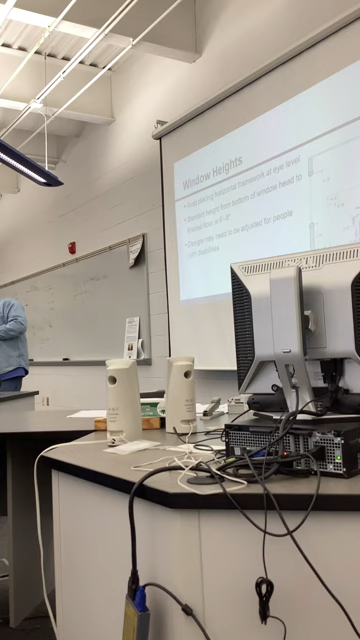 Window Heights
• Avoid placing horizontal framework at eye level
• Standard height from bottom of window head to
finished floor is 6'-8"
• Designs may need to be adjusted for people
with disabilities